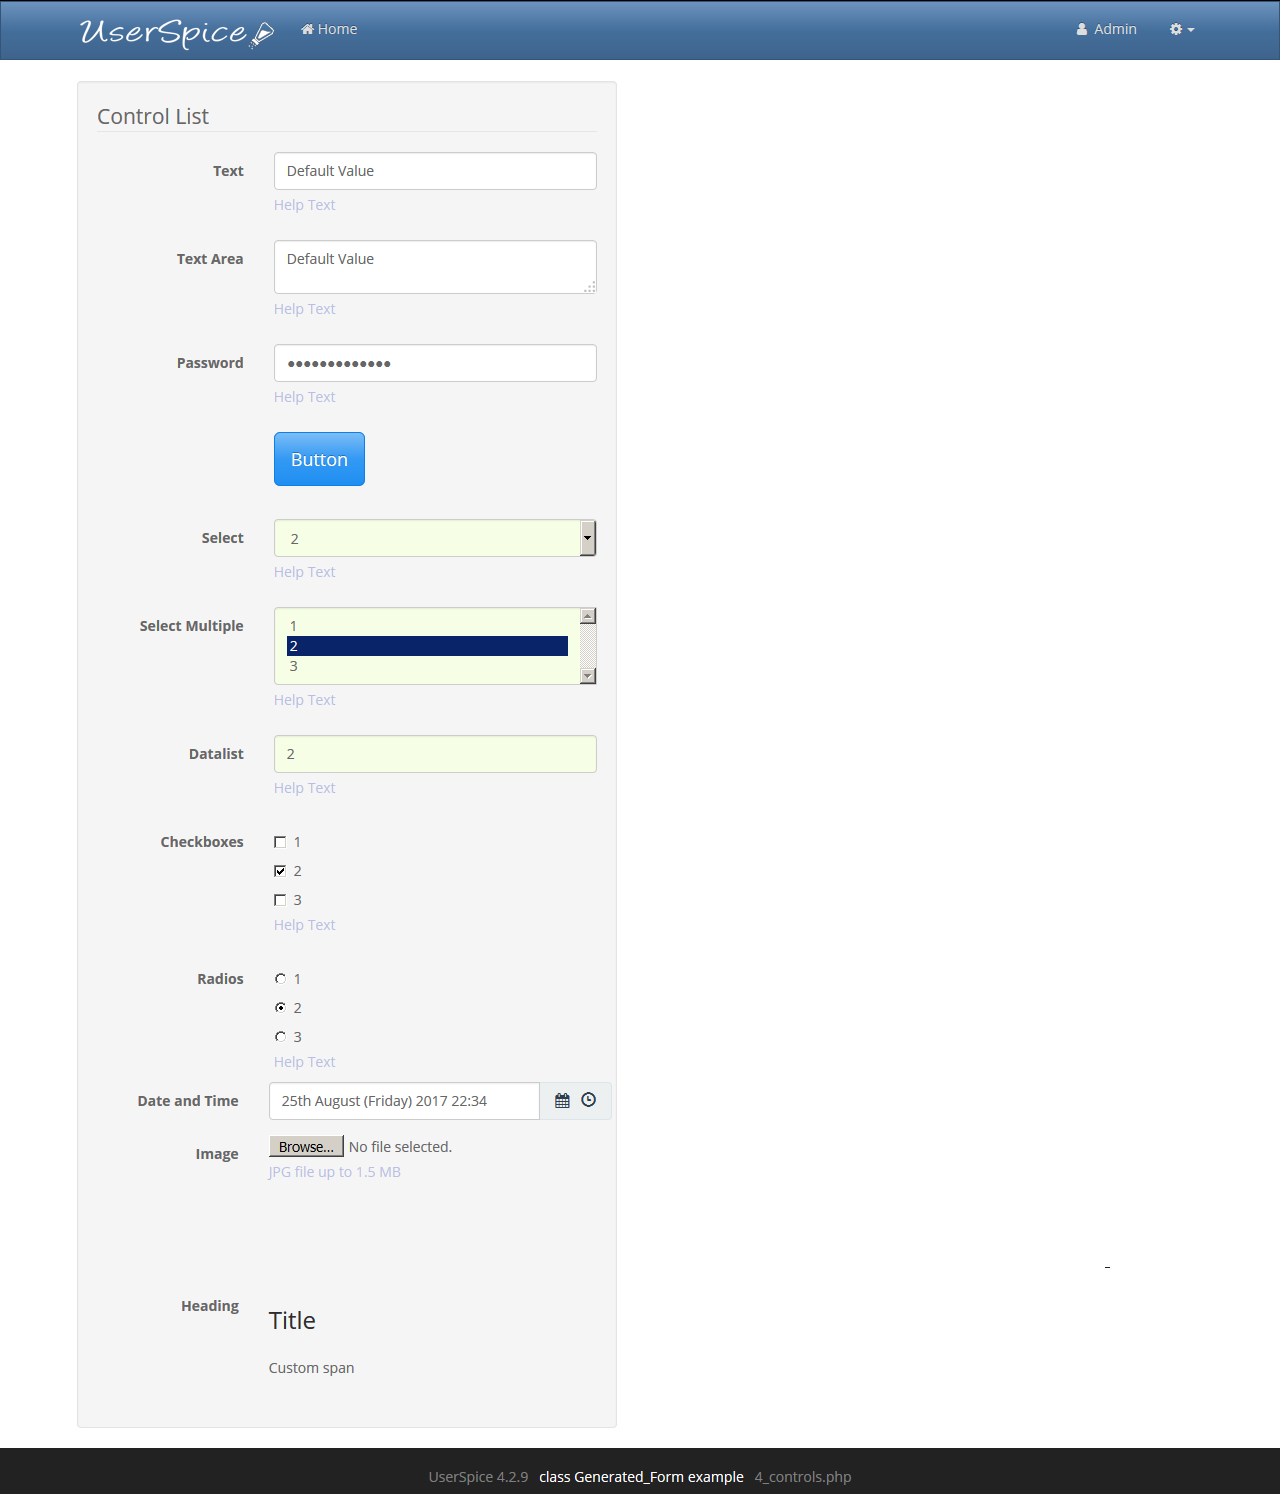 UserSpice Home Admin
Control List
Text Default Value
Help Text
Text Area Default Value
Help Text
Password •••••••••••••
Help Text
Button
Select 2
Help Text
Select Multiple 1
2
3
Help Text
Datalist 2
Help Text
Checkboxes 1
2
3
Help Text
Radios 1
2
3
Help Text
Date and Time 25th August (Friday) 2017 22:34
Image Browse... No file selected.
JPG file up to 1.5 MB
Heading
Title
Custom span
UserSpice 4.2.9 class Generated_Form example 4_controls.php